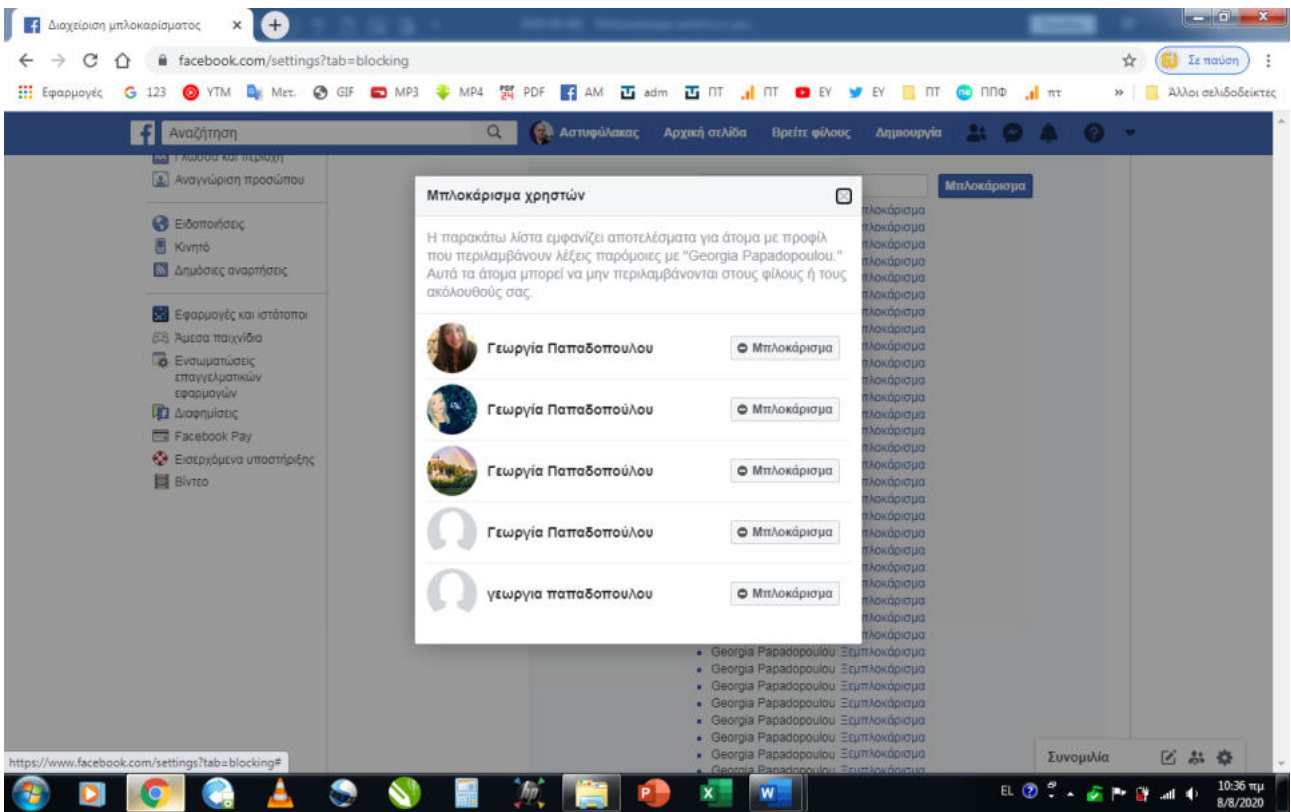 Διαχείριση μπλοκαρίσματος
facebook.com/settings?tab=blocking
Σε παύση
Εφαρμογές 123 YTM Μετ. GIF MP3 MP4 PDF AM adm ΠΤ ΠΤ ΕΥ ΕΥ ΠΤ ΠΠΦ πτ » Άλλοι σελιδοδείκτες
Αναζήτηση Αστυφύλακας Αρχική σελίδα Βρείτε φίλους Δημιουργία
Γλώσσα και περιοχή
Αναγνώριση προσώπου
Ειδοποιήσεις
Κινητό
Δημόσιες αναρτήσεις
Εφαρμογές και ιστότοποι
Άμεσα παιχνίδια
Ενσωματώσεις
επαγγελματικών
εφαρμογών
Διαφημίσεις
Facebook Pay
Εισερχόμενα υποστήριξης
Βίντεο
Μπλοκάρισμα
Μπλοκάρισμα χρηστών
Η παρακάτω λίστα εμφανίζει αποτελέσματα για άτομα με προφίλ
που περιλαμβάνουν λέξεις παρόμοιες με "Georgia Papadopoulou."
Αυτά τα άτομα μπορεί να μην περιλαμβάνονται στους φίλους ή τους
ακόλουθούς σας.
Γεωργία Παπαδοπουλου Μπλοκάρισμα
Γεωργία Παπαδοπούλου Μπλοκάρισμα
Γεωργία Παπαδοπούλου Μπλοκάρισμα
Γεωργία Παπαδοπούλου Μπλοκάρισμα
γεωργια παπαδοπουλου Μπλοκάρισμα
Georgia Papadopoulou Ξεμπλοκάρισμα
Georgia Papadopoulou Ξεμπλοκάρισμα
Georgia Papadopoulou Ξεμπλοκάρισμα
Georgia Papadopoulou Ξεμπλοκάρισμα
Georgia Papadopoulou Ξεμπλοκάρισμα
Georgia Papadopoulou Ξεμπλοκάρισμα
Georgia Papadopoulou Ξεμπλοκάρισμα
Georgia Papadopoulou Ξεμπλοκάρισμα
Συνομιλία
https://www.facebook.com/settings?tab=blocking#
EL 10:36 πμ
8/8/2020